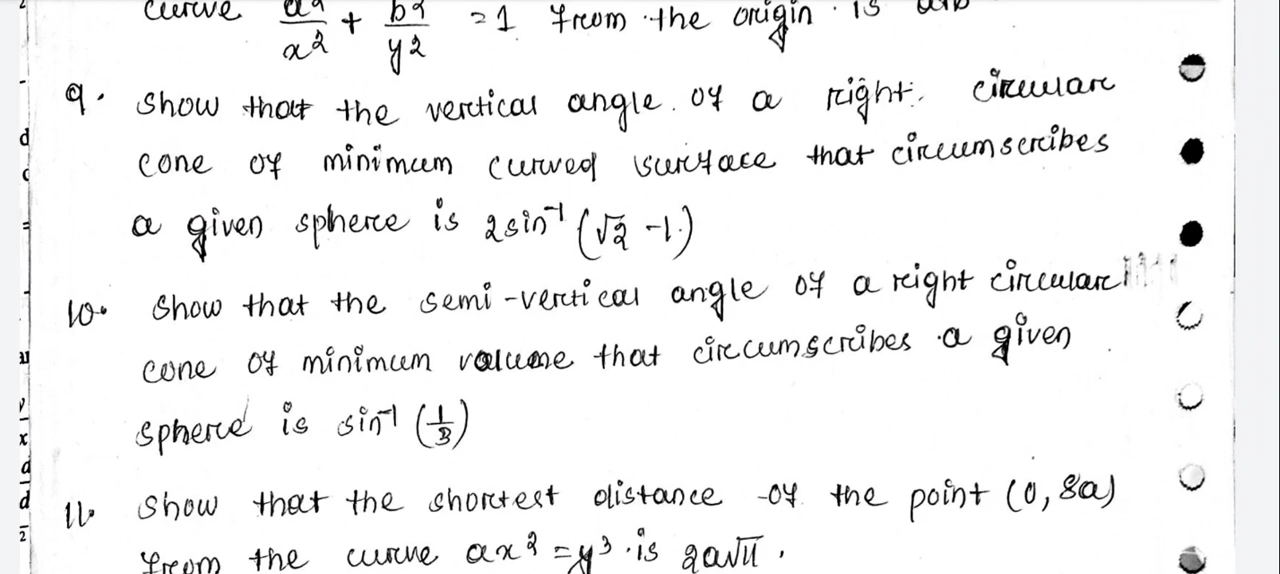 curve a²/x² + b²/y² = 1 from the origin is a+b
9. Show that the vertical angle of a right circular
cone of minimum curved surface that circumscribes
a given sphere is 2sin⁻¹(√2 -1)
10. Show that the semi-vertical angle of a right circular
cone of minimum volume that circumscribes a given
sphere is sin⁻¹(1/3)
11. Show that the shortest distance of the point (0, 8a)
from the curve ax² = y³ is 2a√11.